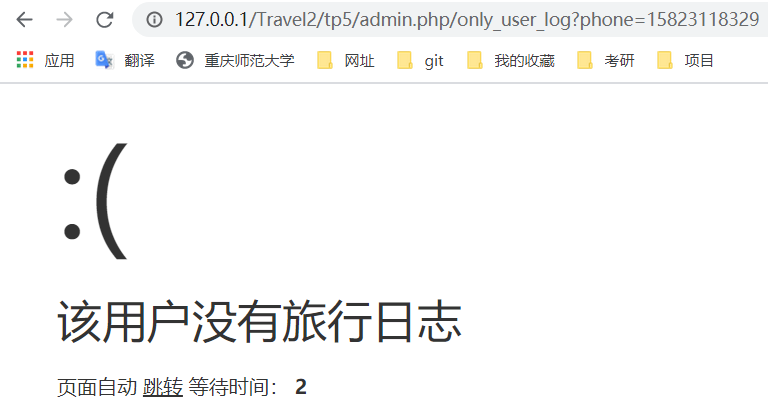 127.0.0.1/Travel2/tp5/admin.php/only_user_log?phone=15823118329
应用 翻译 重庆师范大学 网址 git 我的收藏 考研 项目
:(
该用户没有旅行日志
页面自动 跳转 等待时间： 2